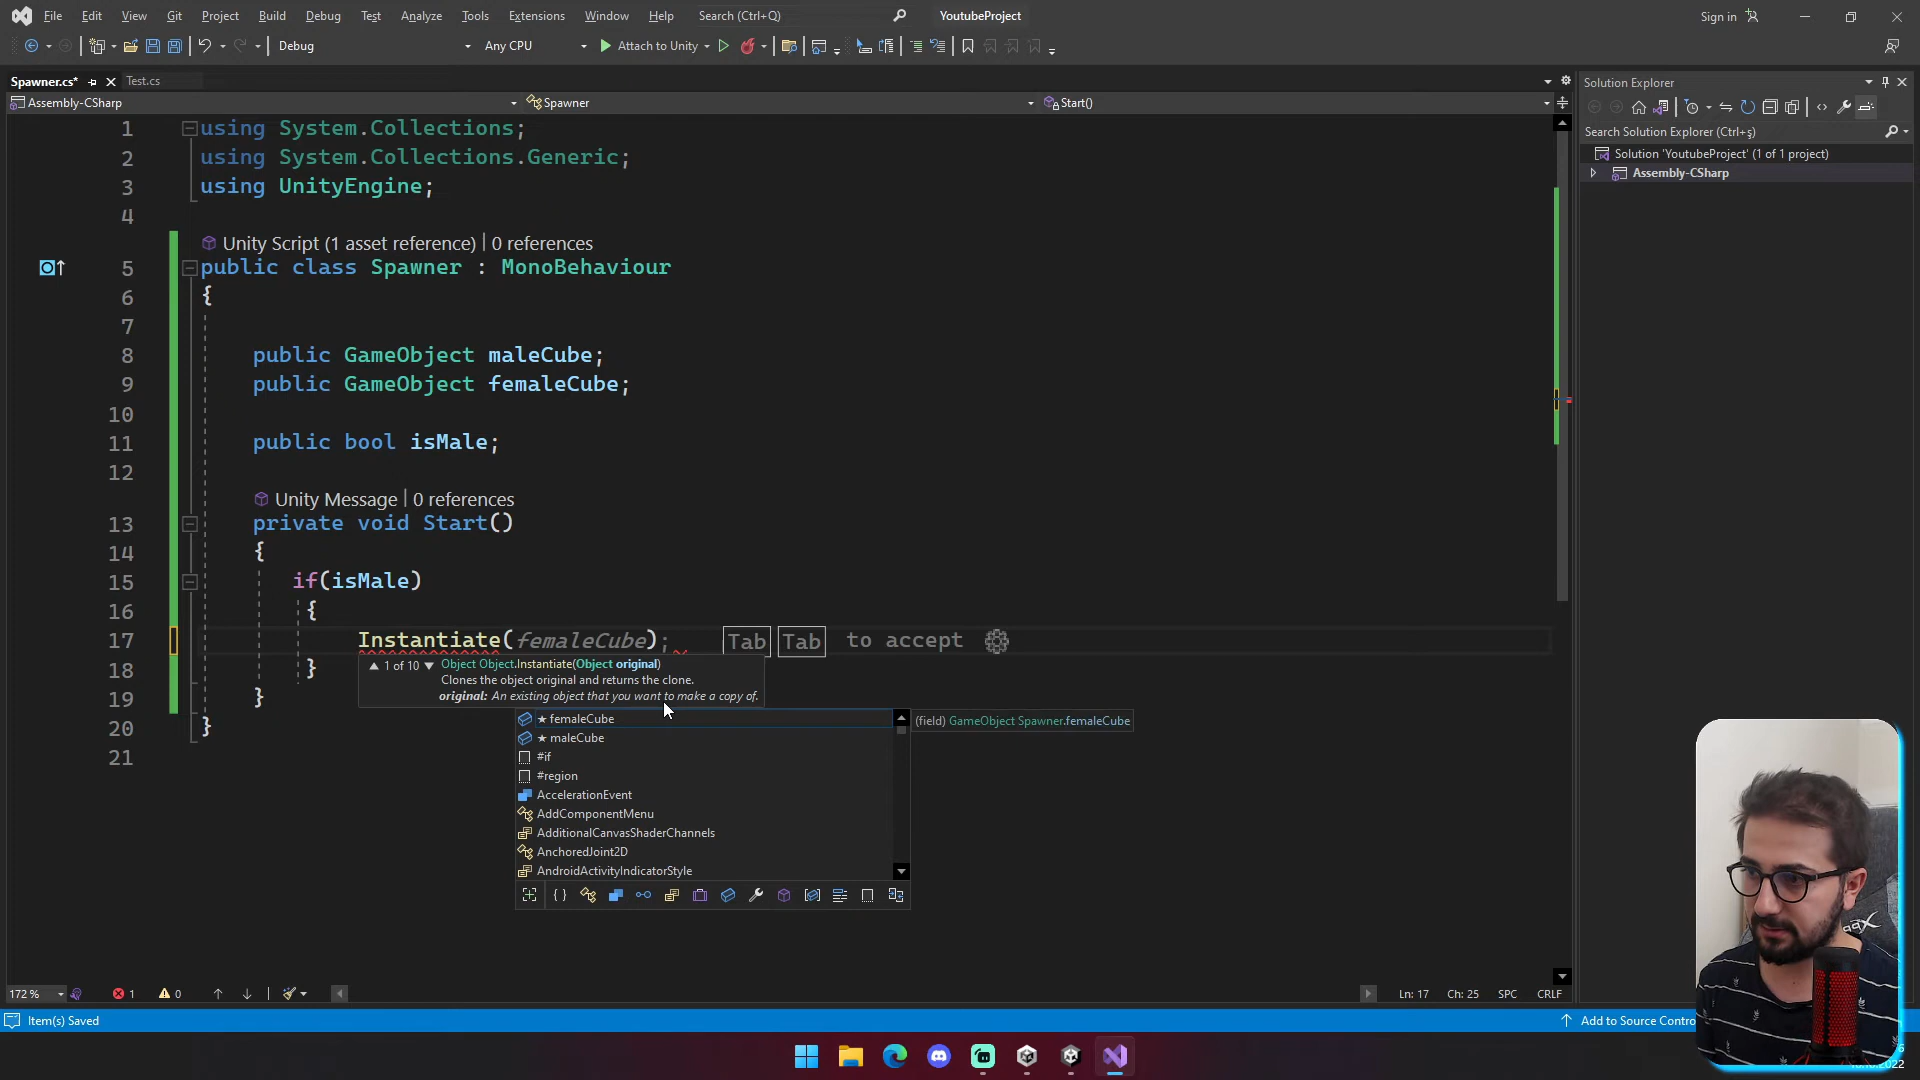 File Edit View Git Project Build Debug Test Analyze Tools Extensions Window Help Search (Ctrl+Q) YoutubeProject Sign in
Debug Any CPU Attach to Unity
Spawner.cs* Test.cs
Assembly-CSharp Spawner Start()
1 using System.Collections;
2 using System.Collections.Generic;
3 using UnityEngine;
4
Unity Script (1 asset reference) | 0 references
5 public class Spawner : MonoBehaviour
6 {
7
8 public GameObject maleCube;
9 public GameObject femaleCube;
10
11 public bool isMale;
12
Unity Message | 0 references
13 private void Start()
14 {
15 if(isMale)
16 {
17 Instantiate(femaleCube); Tab Tab to accept
18 }
19 }
20 }
21
1 of 10 Object Object.Instantiate(Object original)
Clones the object original and returns the clone.
original: An existing object that you want to make a copy of.
★ femaleCube
(field) GameObject Spawner.femaleCube
★ maleCube
#if
#region
AccelerationEvent
AddComponentMenu
AdditionalCanvasShaderChannels
AnchoredJoint2D
AndroidActivityIndicatorStyle
Solution Explorer
Search Solution Explorer (Ctrl+ş)
Solution 'YoutubeProject' (1 of 1 project)
Assembly-CSharp
172 % 1 0 Ln: 17 Ch: 25 SPC CRLF
Item(s) Saved Add to Source Contro